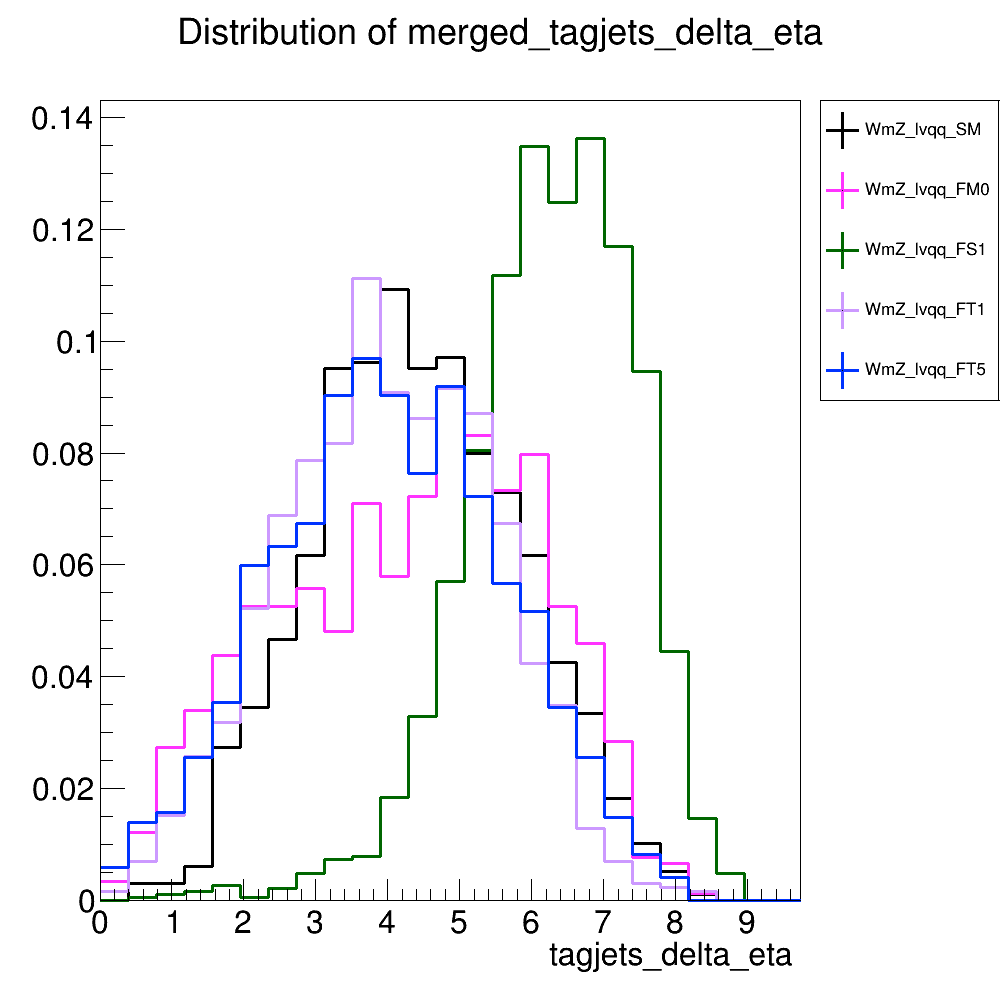 Distribution of merged_tagjets_delta_eta
0.14
0.12
0.1
0.08
0.06
0.04
0.02
0
0 1 2 3 4 5 6 7 8 9
tagjets_delta_eta
WmZ_lvqq_SM
WmZ_lvqq_FM0
WmZ_lvqq_FS1
WmZ_lvqq_FT1
WmZ_lvqq_FT5